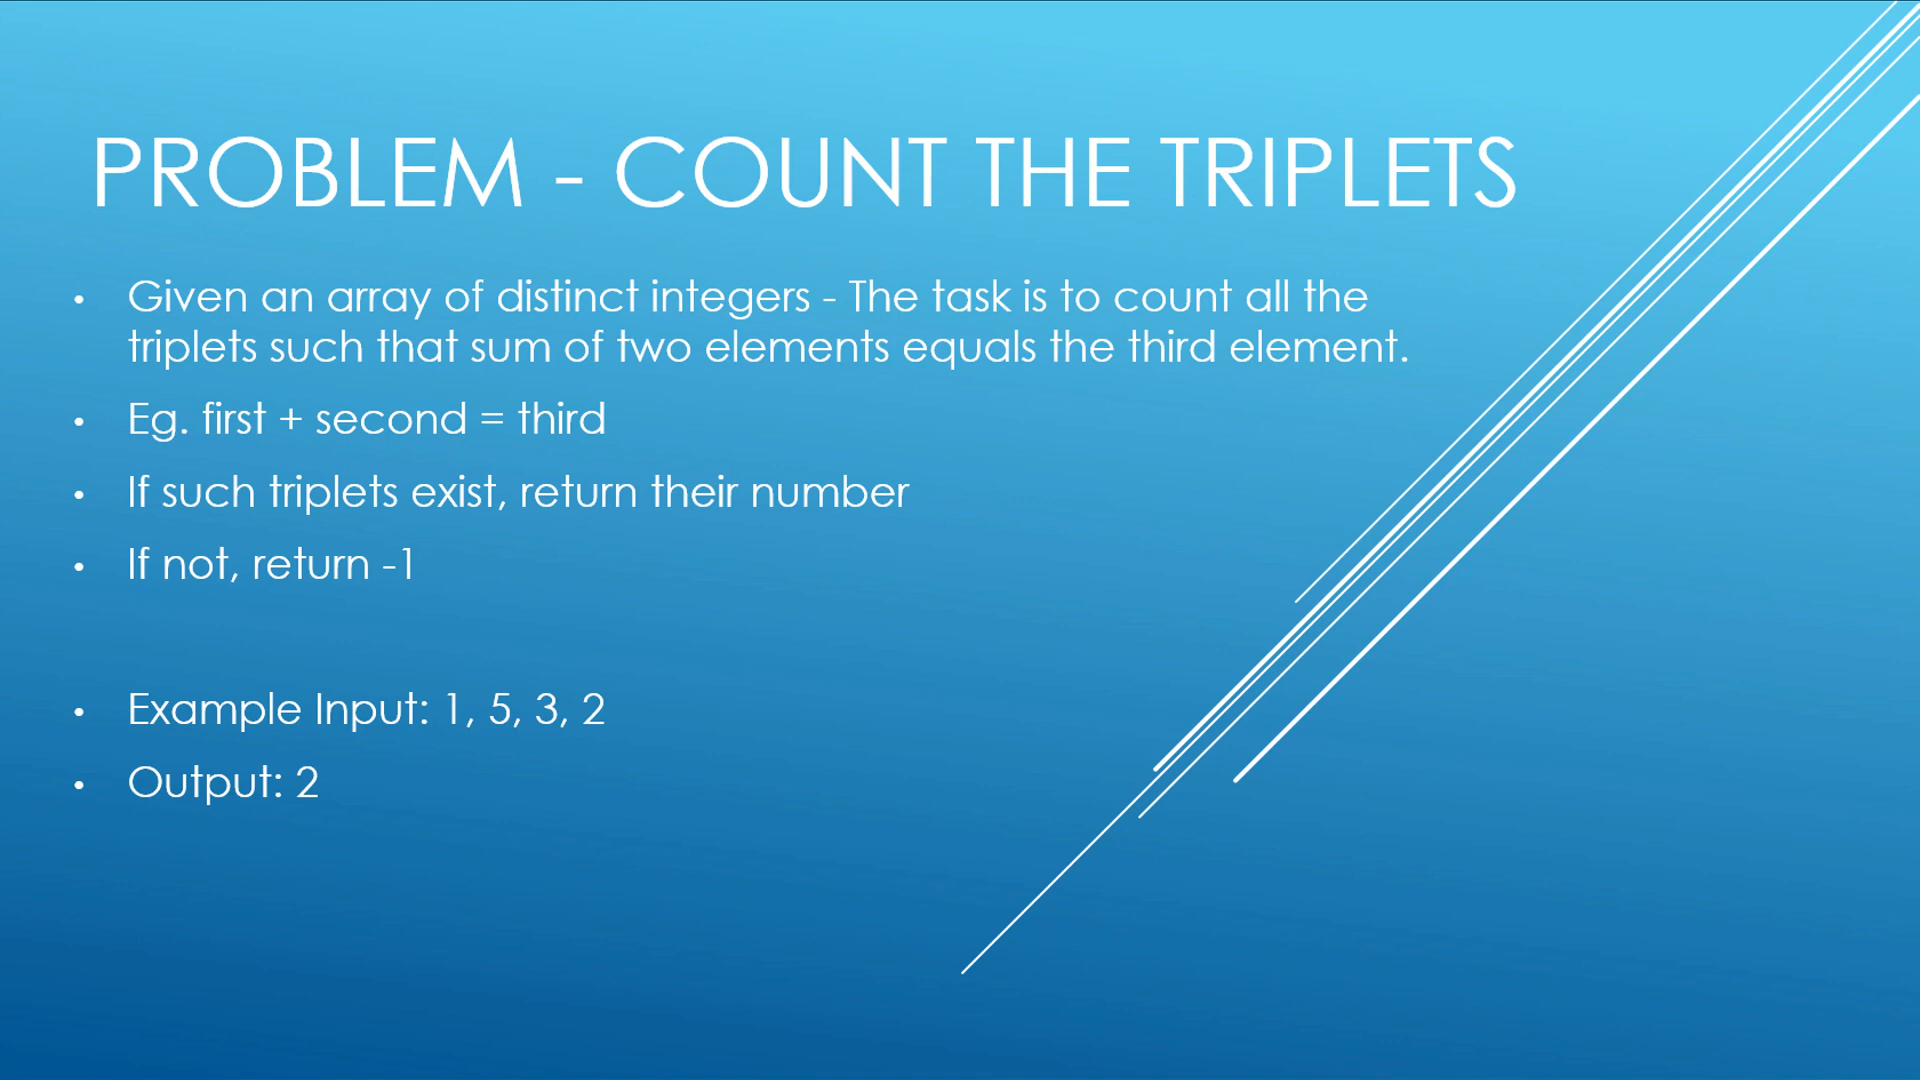 PROBLEM - COUNT THE TRIPLETS
• Given an array of distinct integers - The task is to count all the
triplets such that sum of two elements equals the third element.
• Eg. first + second = third
• If such triplets exist, return their number
• If not, return -1
• Example Input: 1, 5, 3, 2
• Output: 2